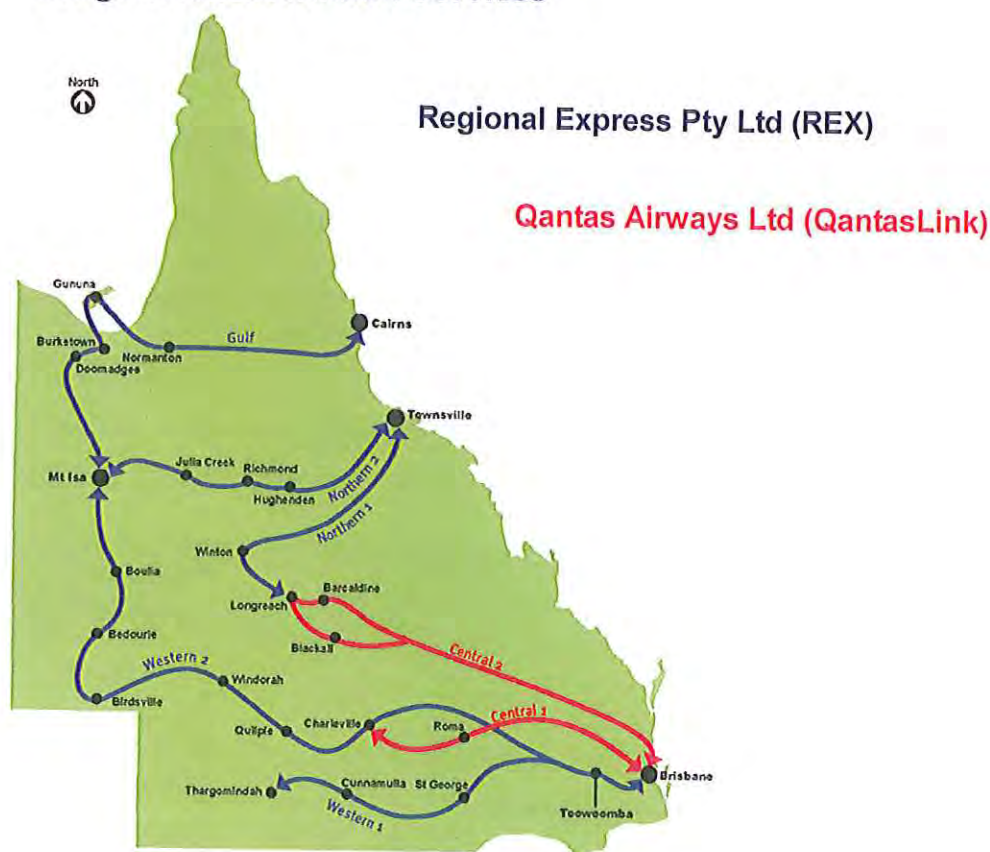 North
Regional Express Pty Ltd (REX)
Qantas Airways Ltd (QantasLink)
Gununa
Cairns
Gulf
Burketown
Normanton
Doomadgee
Townsville
Julia Creek
Richmond
Mt Isa
Hughenden
Northern 2
Northern 1
Winton
Boulia
Barcaldine
Longreach
Blackall
Bedourie
Central 2
Western 2
Windorah
Birdsville
Charleville
Roma
Central 1
Quilpie
Brisbane
Thargomindah
Cunnamulla
St George
Western 1
Toowoomba